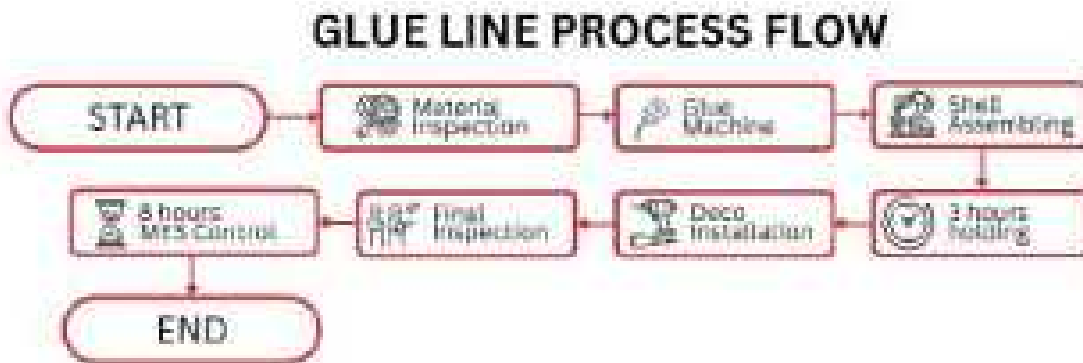 GLUE LINE PROCESS FLOW
START
Material
Inspection
Glue
Machine
Shell
Assembling
hours
holding
Deco
Installation
Final
Inspection
8 hours
MES Control
END